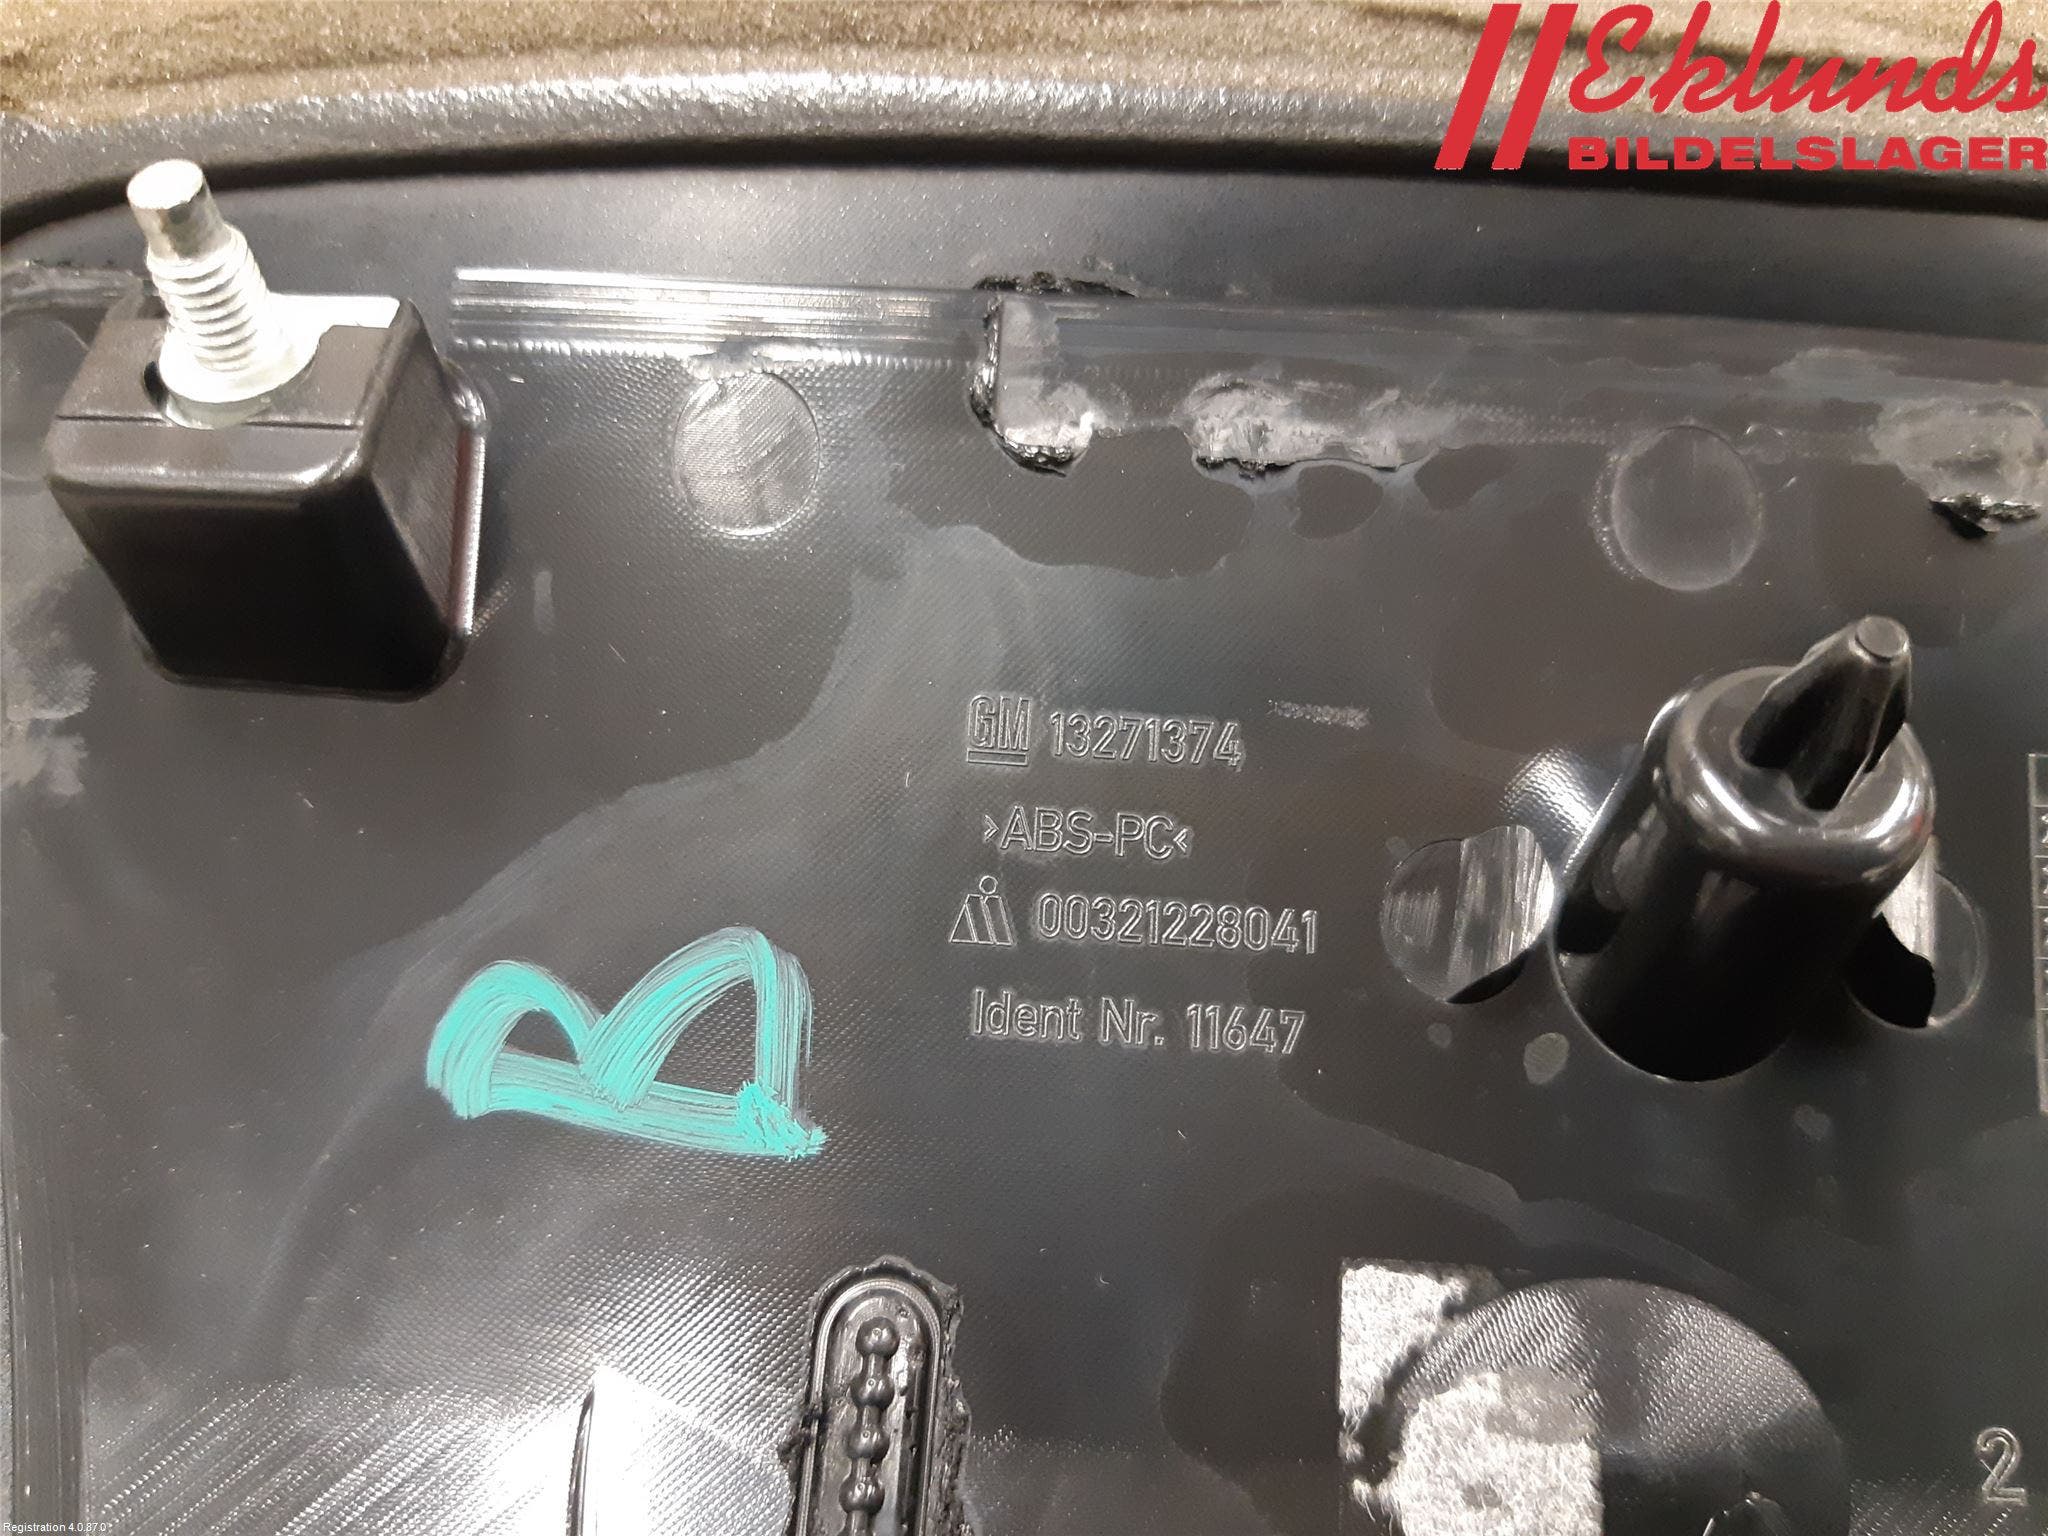 Eklunds
BILDELSLAGER
GM 13271374
>ABS-PC<
00321228041
Ident Nr. 11647
B
2
Registration 4.0.87.0